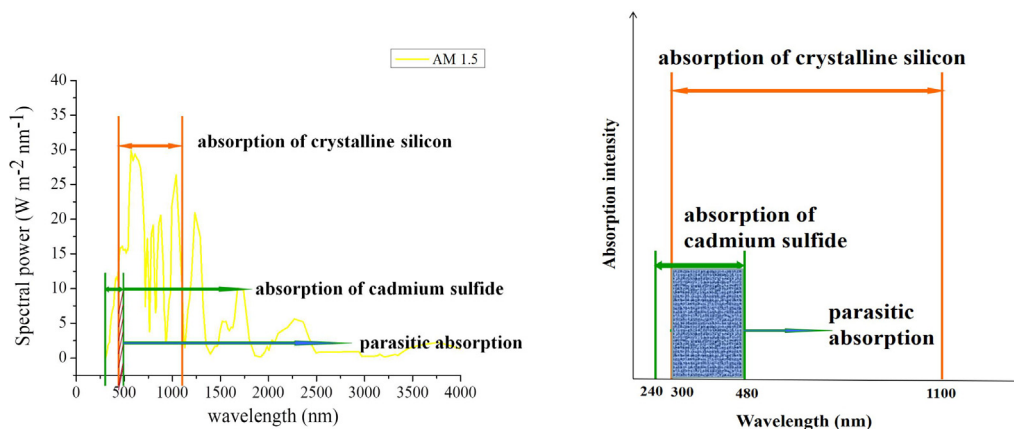 AM 1.5
40
35
30
25
20
15
10
5
0
Spectral power (W m-2 nm-1)
absorption of crystalline silicon
absorption of cadmium sulfide
parasitic absorption
0 500 1000 1500 2000 2500 3000 3500 4000
wavelength (nm)
Absorption intensity
absorption of crystalline silicon
absorption of
cadmium sulfide
parasitic
absorption
240 300 480 1100
Wavelength (nm)